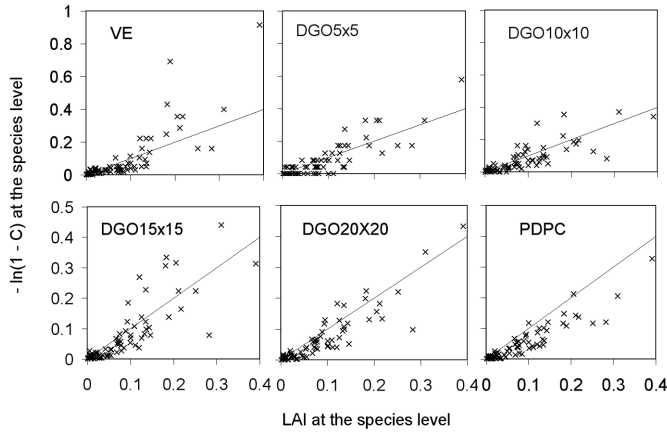 1
VE
DGO5x5
DGO10x10
0.8
0.6
0.4
0.2
0
0.5
DGO15x15
DGO20X20
PDPC
0.4
0.3
0.2
0.1
0
0 0.1 0.2 0.3 0.4 0 0.1 0.2 0.3 0.4 0 0.1 0.2 0.3 0.4
- ln(1 - C) at the species level
LAI at the species level